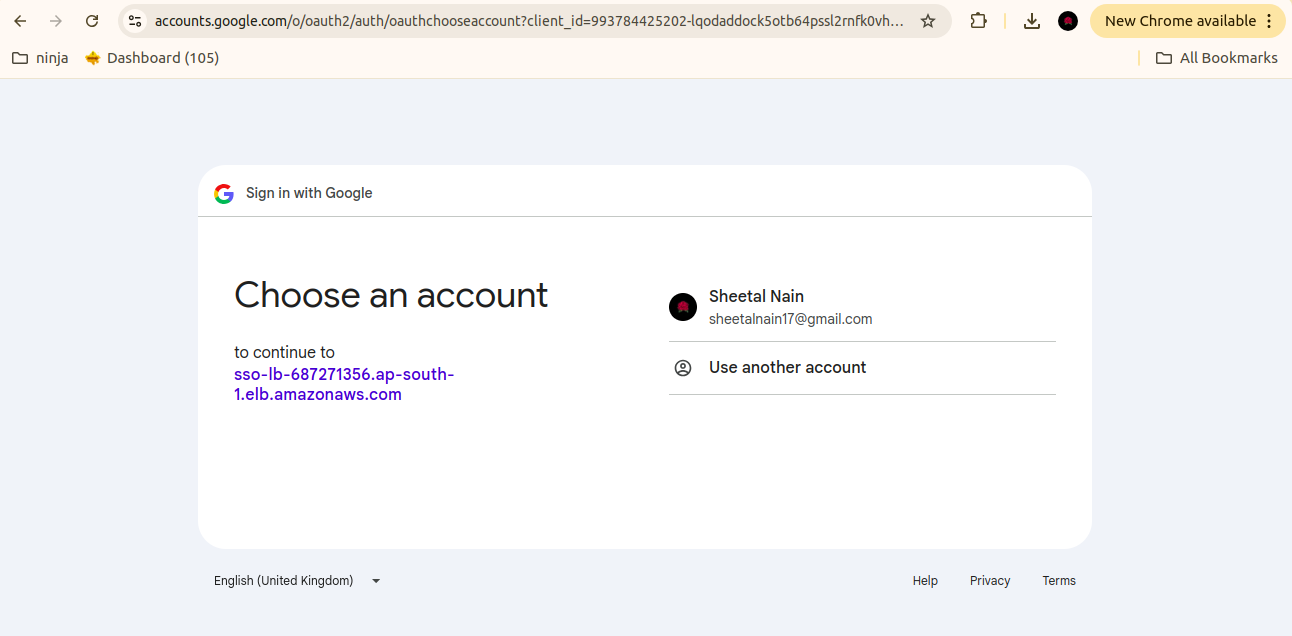 accounts.google.com/o/oauth2/auth/oauthchooseaccount?client_id=993784425202-lqodaddock5otb64pssl2rnfk0vh...
New Chrome available
ninja
Dashboard (105)
All Bookmarks
Sign in with Google
Choose an account
to continue to
sso-lb-687271356.ap-south-
1.elb.amazonaws.com
Sheetal Nain
sheetalnain17@gmail.com
Use another account
English (United Kingdom)
Help
Privacy
Terms